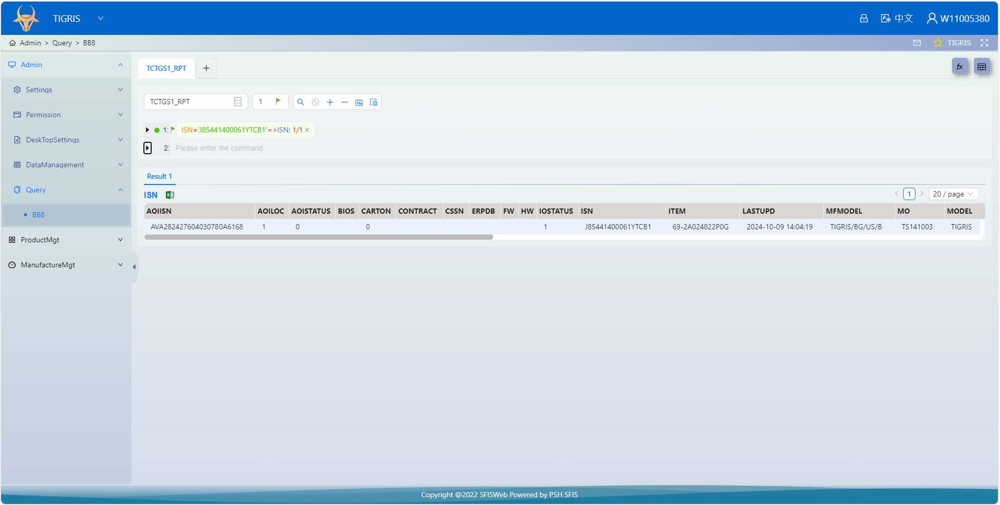 TIGRIS
中文
W11005380
Admin > Query > BB8
TIGRIS
Admin
Settings
Permission
DeskTopSettings
DataManagement
Query
BB8
ProductMgt
ManufactureMgt
TCTGS1_RPT
+
fx
TCTGS1_RPT
1
1:
ISN='J85441400061YTCB1'=>ISN; 1/1 ×
2:
Please enter the command
Result 1
ISN
< 1 > 20 / page
AOIISN AOILOC AOISTATUS BIOS CARTON CONTRACT CSSN ERPDB FW HW IOSTATUS ISN ITEM LASTUPD MFMODEL MO MODEL
AVA282427604030780A6168 1 0 0 1 J85441400061YTCB1 69-2A024822P0G 2024-10-09 14:04:19 TIGRIS/BG/US/B TS141003 TIGRIS
Copyright @2022 SFISWeb Powered by PSH SFIS